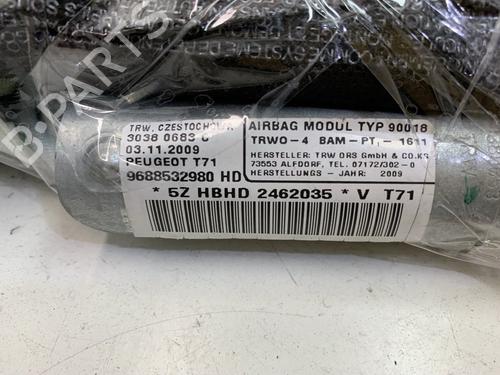 TRW. CZESTOCHOWA
3038 0683 C
03.11.2009
PEUGEOT T71
9688532980 HD
AIRBAG MODUL TYP 90018
TRWO-4 BAM-PT1-1611
HERSTELLER: TRW ORS GmbH & CO.KG
73553 ALFDORF, TEL. 07172/302-0
HERSTELLUNGS - JAHR: 2009
* 5Z HBHD 2462035 * V T71